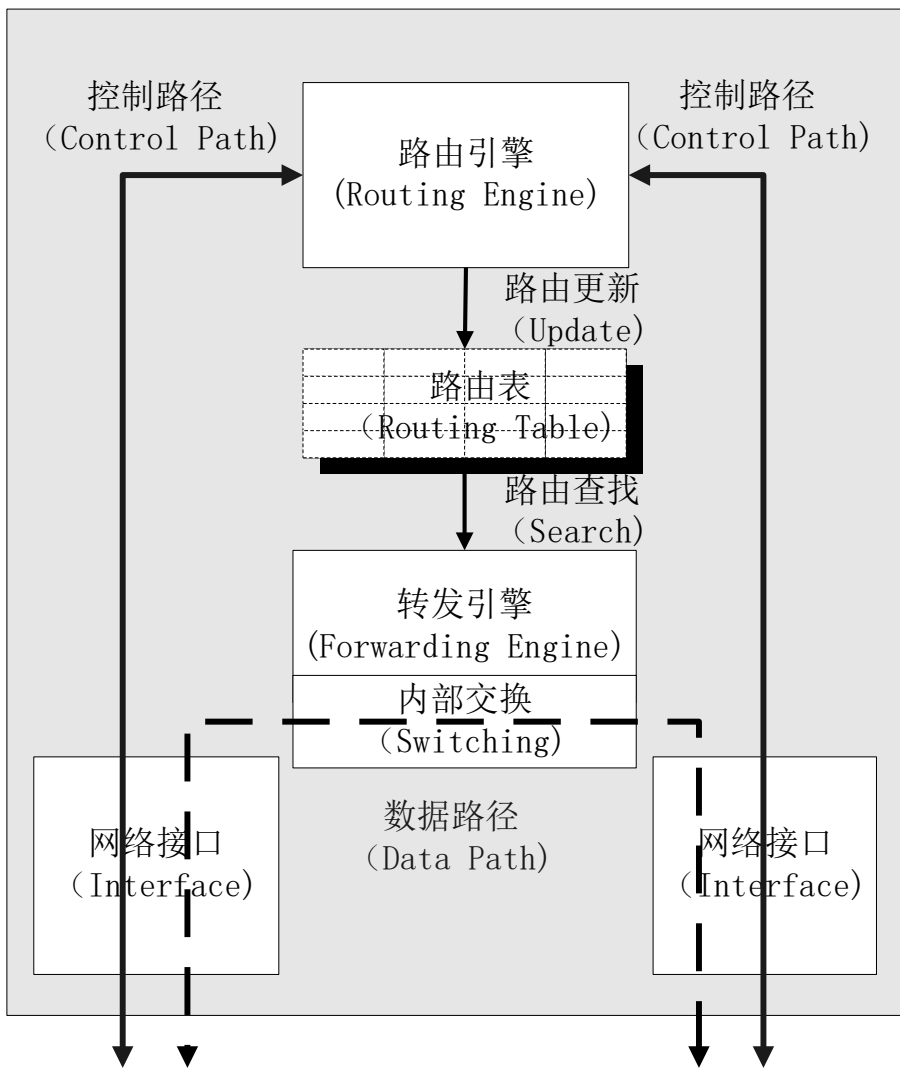 控制路径
（Control Path)
控制路径
（Control Path)
路由引擎
(Routing Engine)
路由更新
（Update)
路由表
（Routing Table)
路由查找
（Search)
转发引擎
(Forwarding Engine)
内部交换
（Switching)
数据路径
（Data Path)
网络接口
（Interface)
网络接口
（Interface)